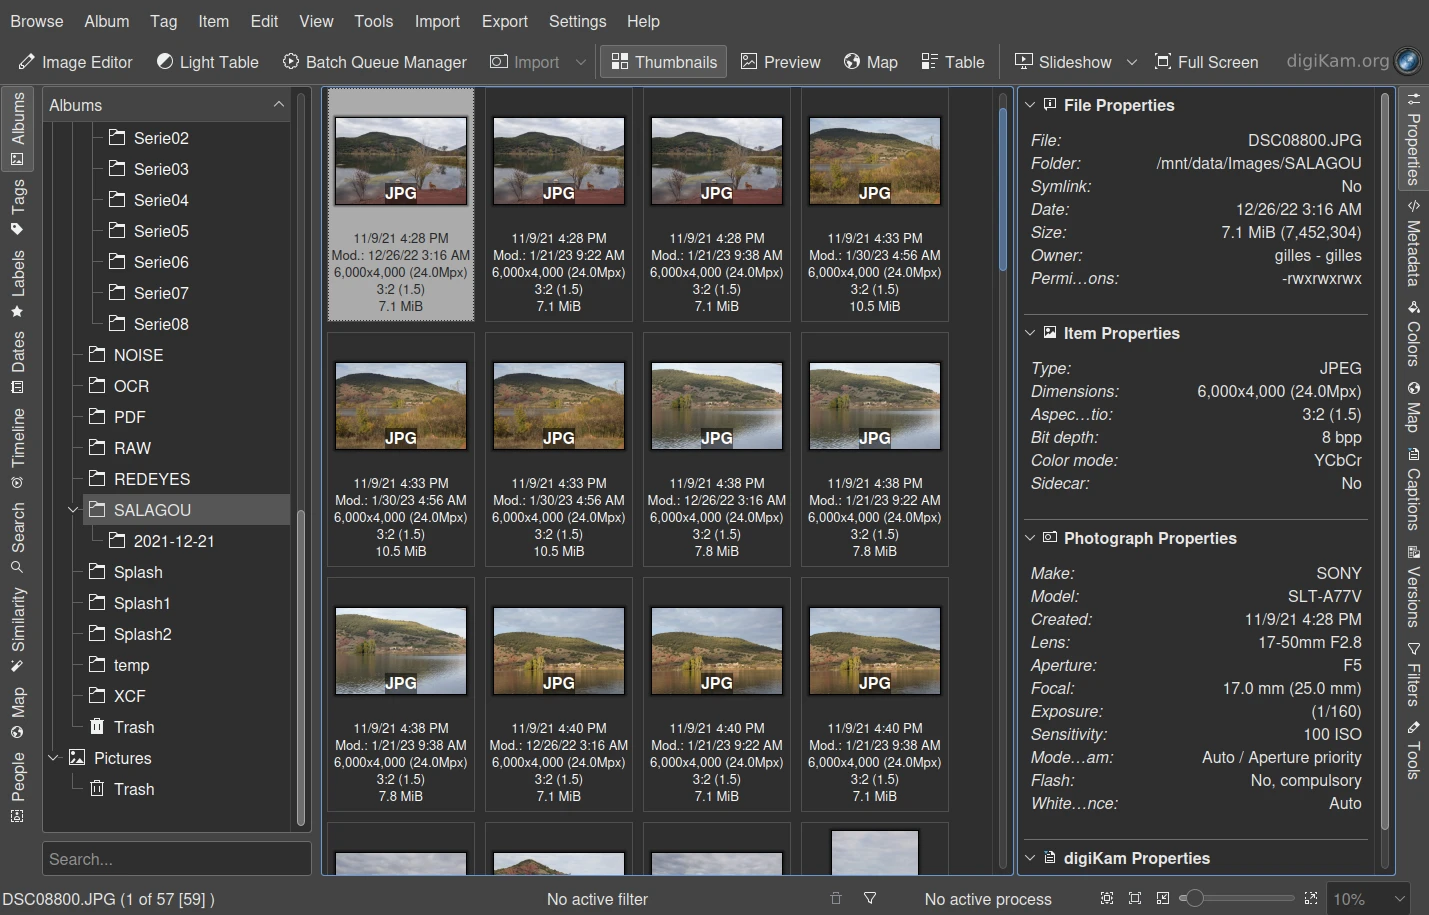 Browse Album Tag Item Edit View Tools Import Export Settings Help
Image Editor Light Table Batch Queue Manager Import Thumbnails Preview Map Table Slideshow Full Screen digiKam.org
Albums
Tags
Labels
Dates
Timeline
Search
Similarity
Map
People
Albums
Serie02
Serie03
Serie04
Serie05
Serie06
Serie07
Serie08
NOISE
OCR
PDF
RAW
REDEYES
SALAGOU
2021-12-21
Splash
Splash1
Splash2
temp
XCF
Trash
Pictures
Trash
Search...
JPG JPG JPG JPG
11/9/21 4:28 PM 11/9/21 4:28 PM 11/9/21 4:28 PM 11/9/21 4:33 PM
Mod.: 12/26/22 3:16 AM Mod.: 1/21/23 9:22 AM Mod.: 1/21/23 9:38 AM Mod.: 1/30/23 4:56 AM
6,000x4,000 (24.0Mpx) 6,000x4,000 (24.0Mpx) 6,000x4,000 (24.0Mpx) 6,000x4,000 (24.0Mpx)
3:2 (1.5) 3:2 (1.5) 3:2 (1.5) 3:2 (1.5)
7.1 MiB 7.1 MiB 7.1 MiB 10.5 MiB
JPG JPG JPG JPG
11/9/21 4:33 PM 11/9/21 4:33 PM 11/9/21 4:38 PM 11/9/21 4:38 PM
Mod.: 1/30/23 4:56 AM Mod.: 1/30/23 4:56 AM Mod.: 12/26/22 3:16 AM Mod.: 1/21/23 9:22 AM
6,000x4,000 (24.0Mpx) 6,000x4,000 (24.0Mpx) 6,000x4,000 (24.0Mpx) 6,000x4,000 (24.0Mpx)
3:2 (1.5) 3:2 (1.5) 3:2 (1.5) 3:2 (1.5)
10.5 MiB 10.5 MiB 7.8 MiB 7.8 MiB
JPG JPG JPG JPG
11/9/21 4:38 PM 11/9/21 4:40 PM 11/9/21 4:40 PM 11/9/21 4:40 PM
Mod.: 1/21/23 9:38 AM Mod.: 12/26/22 3:16 AM Mod.: 1/21/23 9:22 AM Mod.: 1/21/23 9:38 AM
6,000x4,000 (24.0Mpx) 6,000x4,000 (24.0Mpx) 6,000x4,000 (24.0Mpx) 6,000x4,000 (24.0Mpx)
3:2 (1.5) 3:2 (1.5) 3:2 (1.5) 3:2 (1.5)
7.8 MiB 7.1 MiB 7.1 MiB 7.1 MiB
File Properties
File: DSC08800.JPG
Folder: /mnt/data/Images/SALAGOU
Symlink: No
Date: 12/26/22 3:16 AM
Size: 7.1 MiB (7,452,304)
Owner: gilles - gilles
Permi...ons: -rwxrwxrwx
Item Properties
Type: JPEG
Dimensions: 6,000x4,000 (24.0Mpx)
Aspec...tio: 3:2 (1.5)
Bit depth: 8 bpp
Color mode: YCbCr
Sidecar: No
Photograph Properties
Make: SONY
Model: SLT-A77V
Created: 11/9/21 4:28 PM
Lens: 17-50mm F2.8
Aperture: F5
Focal: 17.0 mm (25.0 mm)
Exposure: (1/160)
Sensitivity: 100 ISO
Mode...am: Auto / Aperture priority
Flash: No, compulsory
White...nce: Auto
digiKam Properties
Properties
Metadata
Colors
Map
Captions
Versions
Filters
Tools
DSC08800.JPG (1 of 57 [59] ) No active filter No active process 10%